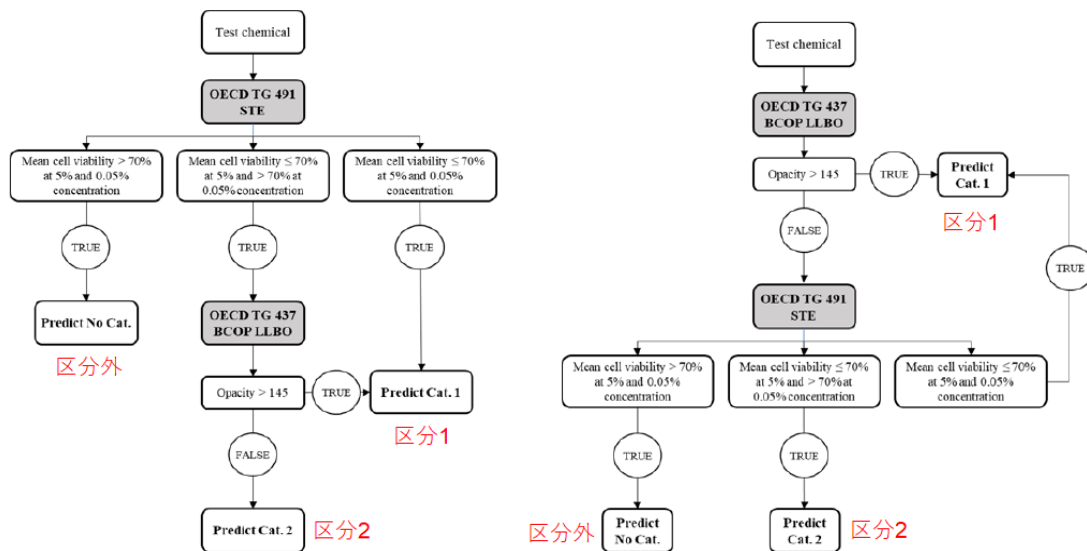 Test chemical
OECD TG 491
STE
Mean cell viability > 70%
at 5% and 0.05%
concentration
Mean cell viability ≤ 70%
at 5% and > 70% at
0.05% concentration
Mean cell viability ≤70%
at 5% and 0.05%
concentration
TRUE
TRUE
TRUE
Predict No Cat.
区分外
OECD TG 437
BCOP LLBO
Opacity > 145
TRUE
Predict Cat. 1
区分1
FALSE
Predict Cat. 2
区分2
Test chemical
OECD TG 437
BCOP LLBO
Opacity > 145
TRUE
Predict
Cat. 1
区分1
FALSE
TRUE
OECD TG 491
STE
Mean cell viability > 70%
at 5% and 0.05%
concentration
Mean cell viability ≤ 70%
at 5% and > 70% at
0.05% concentration
Mean cell viability ≤70%
at 5% and 0.05%
concentration
TRUE
TRUE
区分外
Predict
No Cat.
Predict
Cat. 2
区分2